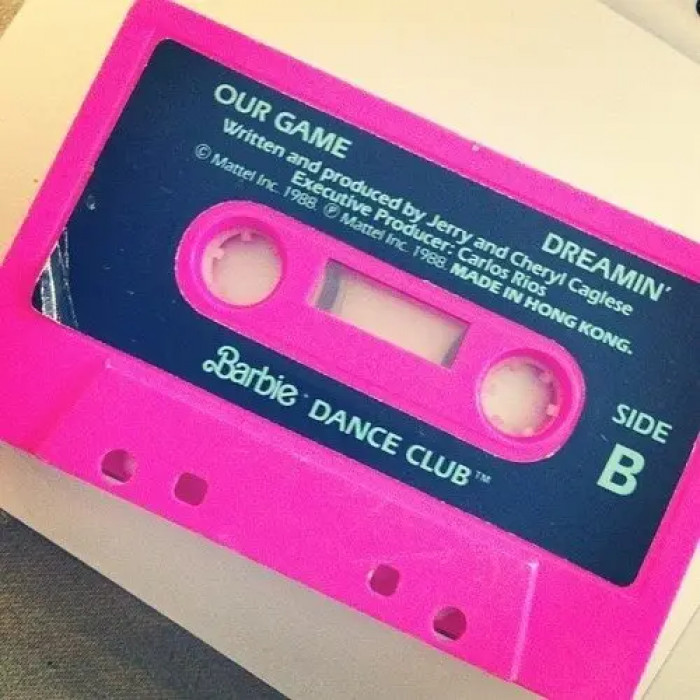 OUR GAME
DREAMIN'
Written and produced by Jerry and Cheryl Caglese
Executive Producer: Carlos Rios
© Mattel Inc. 1988. ℗ Mattel Inc. 1988. MADE IN HONG KONG.
SIDE
B
Barbie DANCE CLUB™